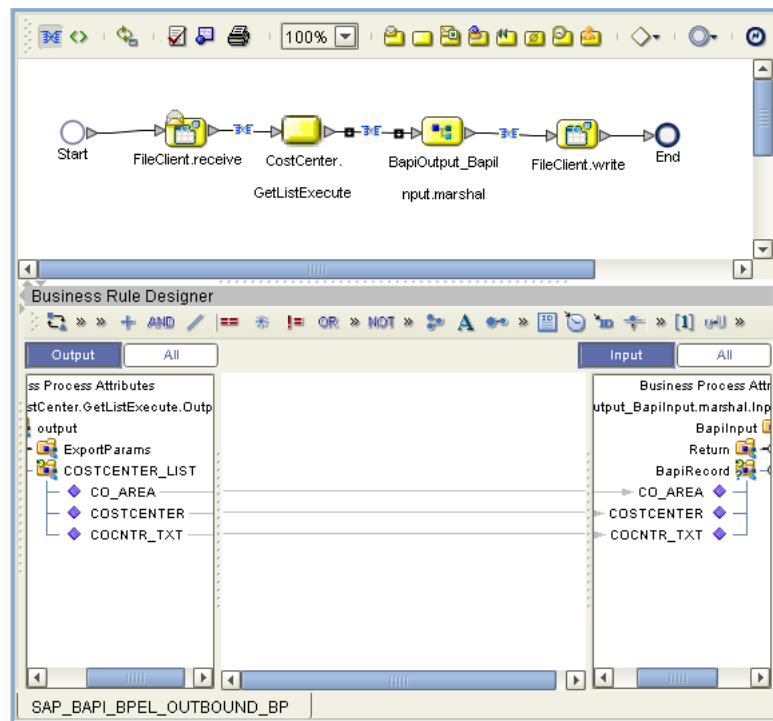 100%
Start
FileClient.receive
CostCenter.
GetListExecute
BapiOutput_BapiI
nput.marshal
FileClient.write
End
Business Rule Designer
» » + AND == != OR » NOT » A » ID ID » [1] »
Output
All
Input
All
ss Process Attributes
stCenter.GetListExecute.Outp
output
ExportParams
COSTCENTER_LIST
CO_AREA
COSTCENTER
COCNTR_TXT
Business Process Attr
utput_BapiInput.marshal.Inp
BapiInput
Return
BapiRecord
CO_AREA
COSTCENTER
COCNTR_TXT
SAP_BAPI_BPEL_OUTBOUND_BP